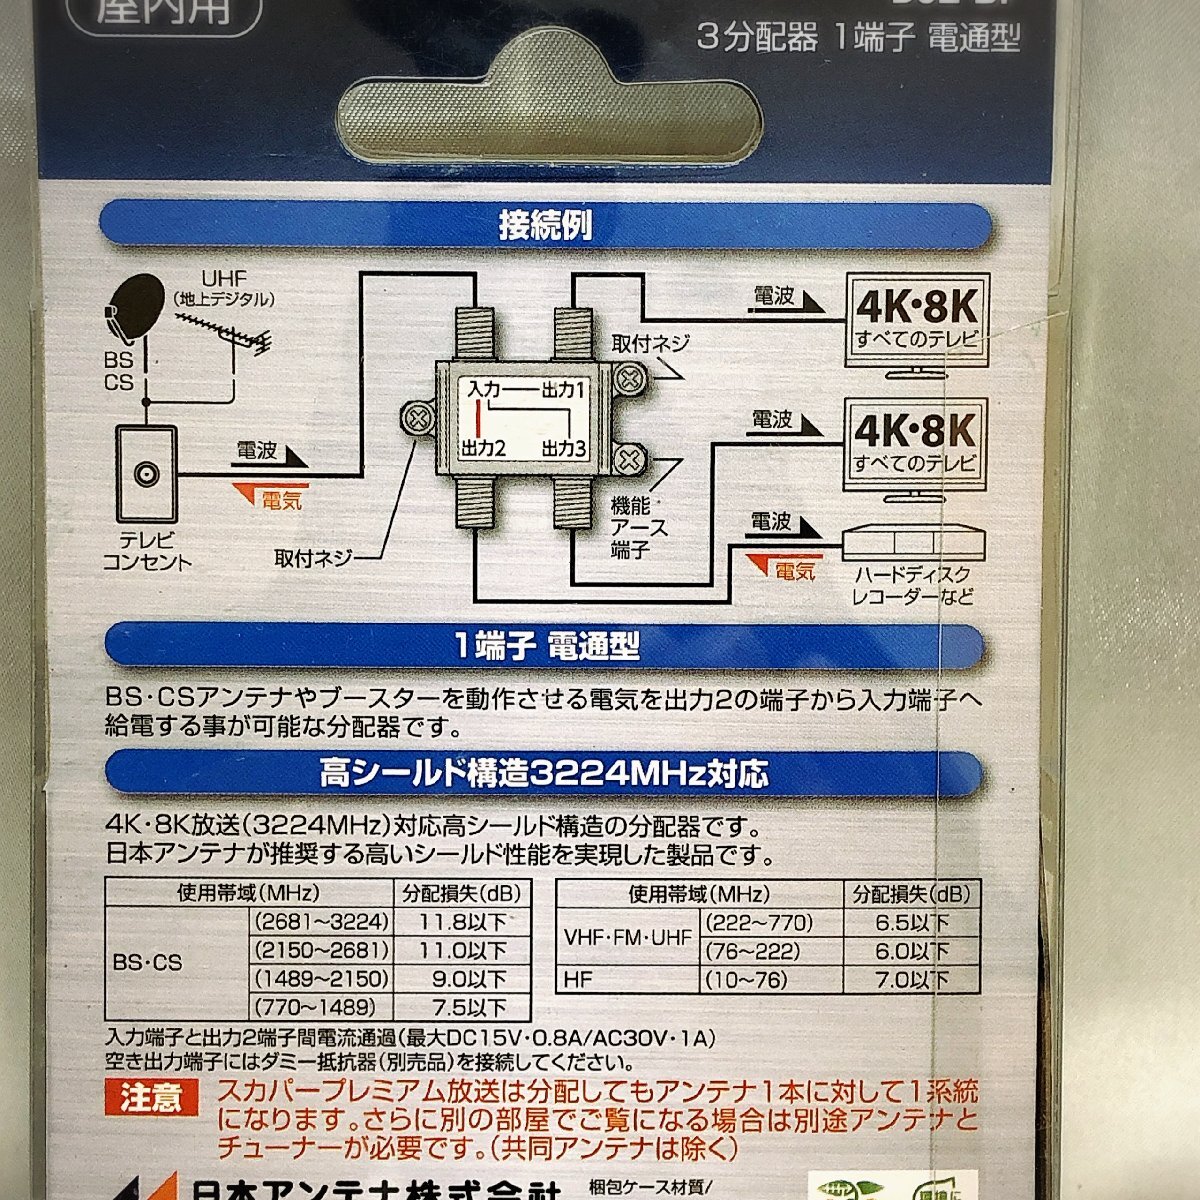 屋内用
3分配器 1端子 電通型
接続例
UHF
(地上デジタル)
BS
CS
電波
電気
テレビ
コンセント
取付ネジ
入力 出力1
出力2 出力3
取付ネジ
機能
アース
端子
電波
4K・8K
すべてのテレビ
電波
4K・8K
すべてのテレビ
電波
電気
ハードディスク
レコーダーなど
1端子 電通型
BS・CSアンテナやブースターを動作させる電気を出力2の端子から入力端子へ
給電する事が可能な分配器です。
高シールド構造3224MHz対応
4K・8K放送(3224MHz)対応高シールド構造の分配器です。
日本アンテナが推奨する高いシールド性能を実現した製品です。
使用帯域(MHz) 分配損失(dB)
BS・CS
(2681〜3224) 11.8以下
(2150〜2681) 11.0以下
(1489〜2150) 9.0以下
(770〜1489) 7.5以下
使用帯域(MHz) 分配損失(dB)
VHF・FM・UHF
(222〜770) 6.5以下
(76〜222) 6.0以下
HF (10〜76) 7.0以下
入力端子と出力2端子間電流通過(最大DC15V・0.8A/AC30V・1A)
空き出力端子にはダミー抵抗器(別売品)を接続してください。
注意
スカパープレミアム放送は分配してもアンテナ1本に対して1系統
になります。さらに別の部屋でご覧になる場合は別途アンテナと
チューナーが必要です。(共同アンテナは除く)
日本アンテナ株式会社
梱包ケース材質/
環境に